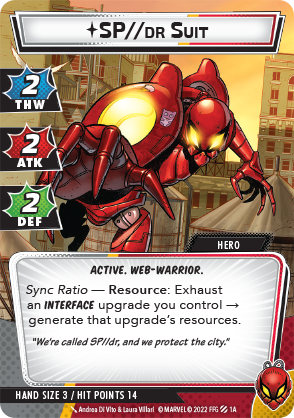 SP//DR SUIT
2
THW
2
ATK
2
DEF
HERO
ACTIVE. WEB-WARRIOR.
Sync Ratio — Resource: Exhaust
an INTERFACE upgrade you control →
generate that upgrade's resources.
"We're called SP//dr, and we protect the city."
HAND SIZE 3 / HIT POINTS 14
Andrea Di Vito & Laura Villari © MARVEL © 2022 FFG 1A